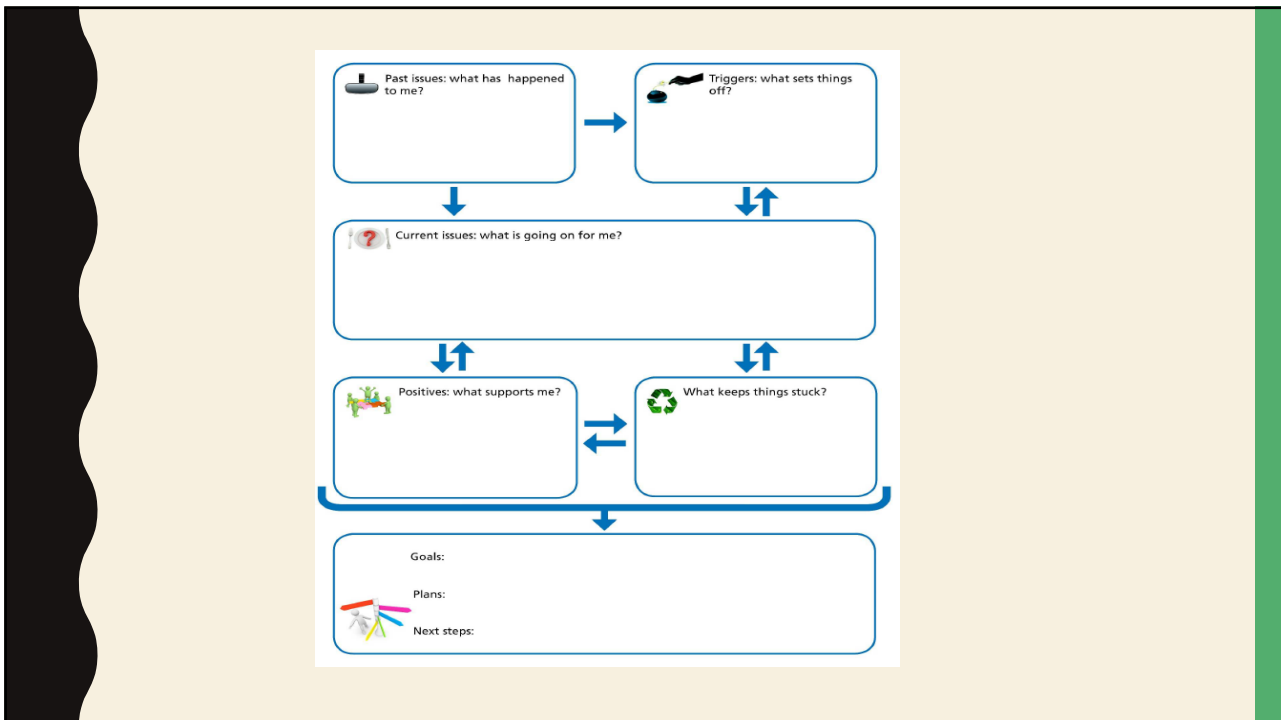 Past issues: what has happened
to me?
Triggers: what sets things
off?
?
Current issues: what is going on for me?
Positives: what supports me?
What keeps things stuck?
Goals:
Plans:
Next steps: